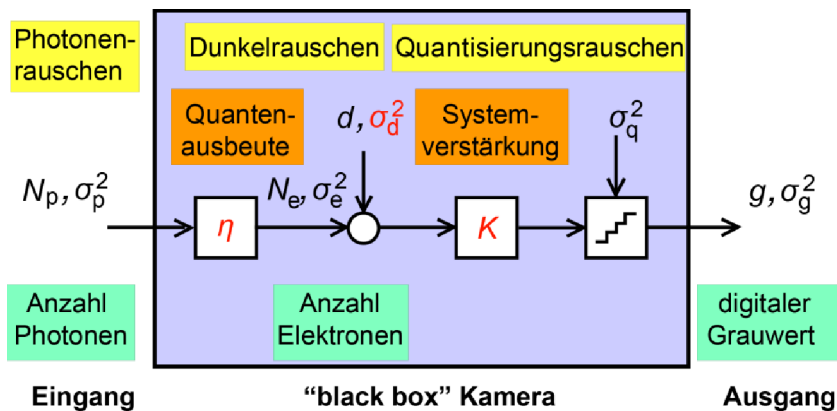 Photonen-
rauschen
Dunkelrauschen
Quantisierungsrauschen
Quanten-
ausbeute
d, σ_d^2
System-
verstärkung
σ_q^2
N_p, σ_p^2
η
N_e, σ_e^2
K
g, σ_g^2
Anzahl
Photonen
Anzahl
Elektronen
digitaler
Grauwert
Eingang
“black box” Kamera
Ausgang